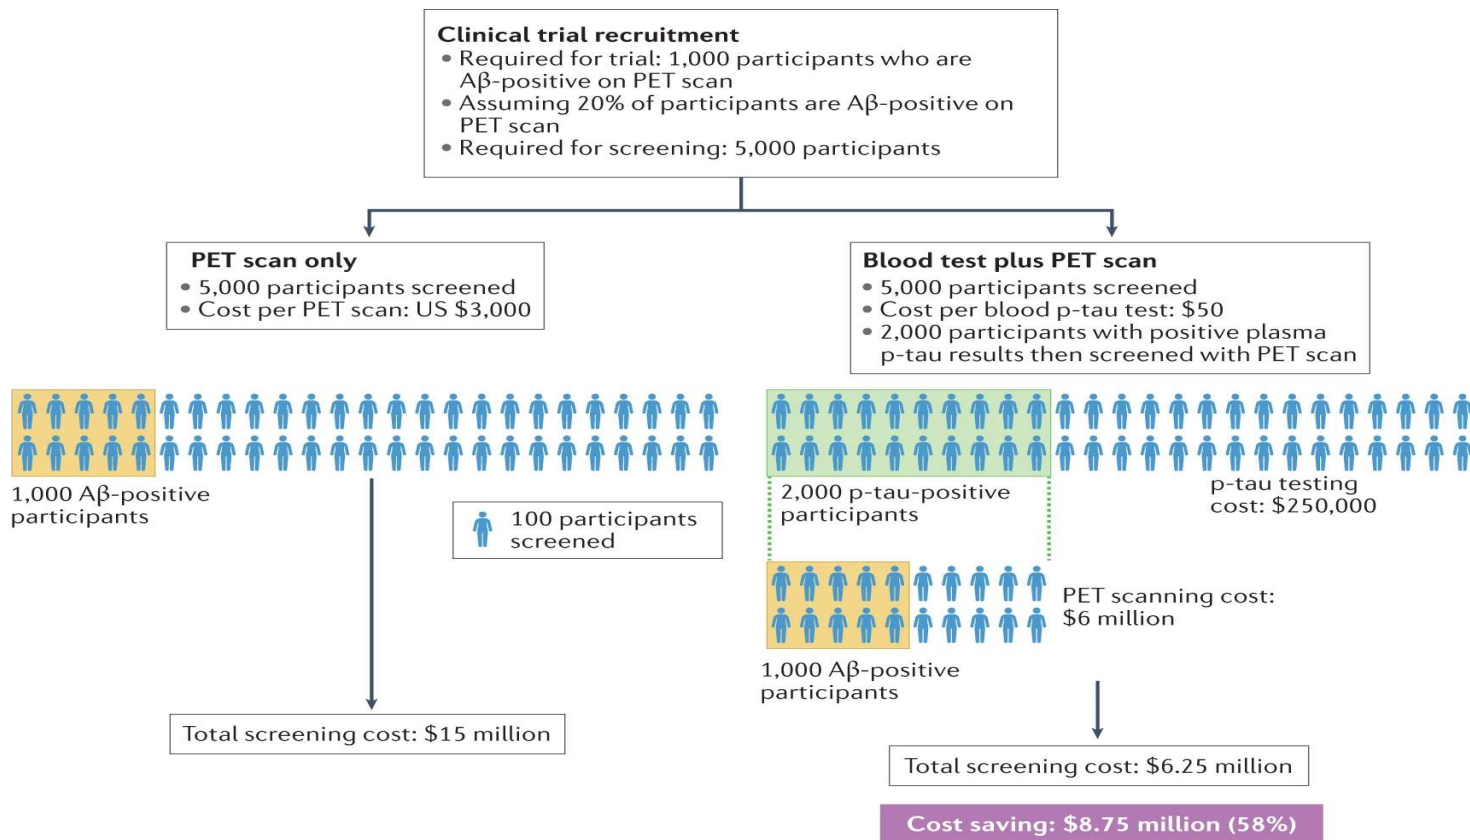 Clinical trial recruitment
• Required for trial: 1,000 participants who are
Aβ-positive on PET scan
• Assuming 20% of participants are Aβ-positive on
PET scan
• Required for screening: 5,000 participants
PET scan only
• 5,000 participants screened
• Cost per PET scan: US $3,000
Blood test plus PET scan
• 5,000 participants screened
• Cost per blood p-tau test: $50
• 2,000 participants with positive plasma
p-tau results then screened with PET scan
1,000 Aβ-positive
participants
100 participants
screened
2,000 p-tau-positive
participants
p-tau testing
cost: $250,000
PET scanning cost:
$6 million
1,000 Aβ-positive
participants
Total screening cost: $15 million
Total screening cost: $6.25 million
Cost saving: $8.75 million (58%)